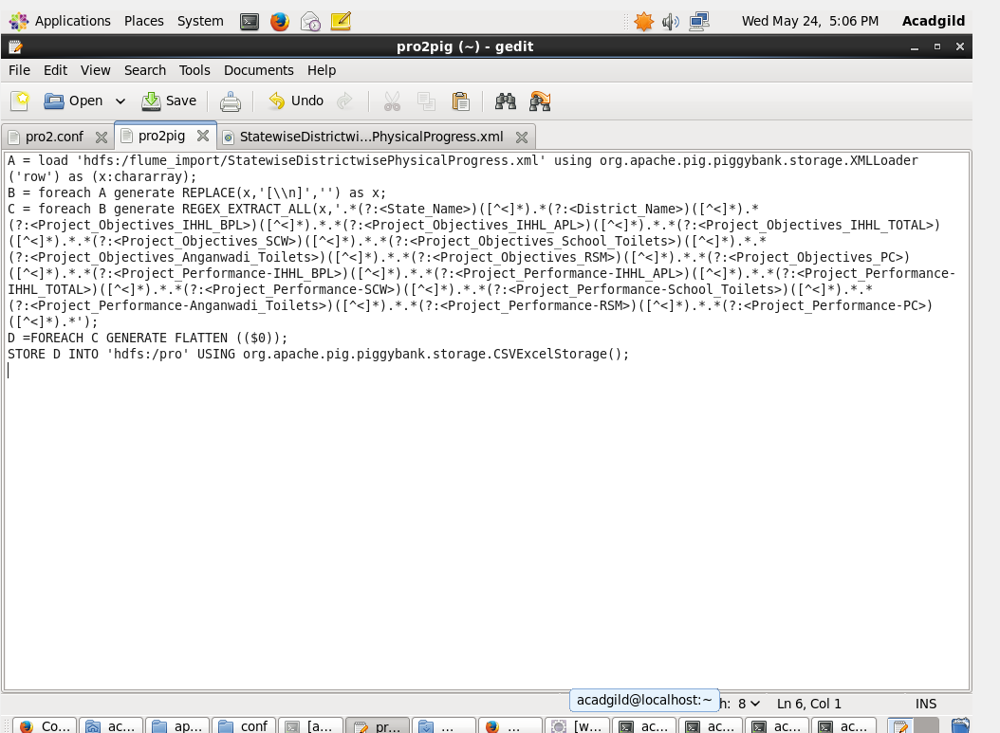 Applications Places System Wed May 24, 5:06 PM Acadgild
pro2pig (~) - gedit
File Edit View Search Tools Documents Help
Open Save Undo
pro2.conf pro2pig StatewiseDistrictwi...PhysicalProgress.xml
A = load 'hdfs:/flume_import/StatewiseDistrictwisePhysicalProgress.xml' using org.apache.pig.piggybank.storage.XMLLoader
('row') as (x:chararray);
B = foreach A generate REPLACE(x,'[\\n]','') as x;
C = foreach B generate REGEX_EXTRACT_ALL(x,'.*(?:<State_Name>)([^<]*).*(?:<District_Name>)([^<]*).*
(?:<Project_Objectives_IHHL_BPL>)([^<]*).*.*(?:<Project_Objectives_IHHL_APL>)([^<]*).*.*(?:<Project_Objectives_IHHL_TOTAL>)
([^<]*).*.*(?:<Project_Objectives_SCW>)([^<]*).*.*(?:<Project_Objectives_School_Toilets>)([^<]*).*.*
(?:<Project_Objectives_Anganwadi_Toilets>)([^<]*).*.*(?:<Project_Objectives_RSM>)([^<]*).*.*(?:<Project_Objectives_PC>)
([^<]*).*.*(?:<Project_Performance-IHHL_BPL>)([^<]*).*.*(?:<Project_Performance-IHHL_APL>)([^<]*).*.*(?:<Project_Performance-
IHHL_TOTAL>)([^<]*).*.*(?:<Project_Performance-SCW>)([^<]*).*.*(?:<Project_Performance-School_Toilets>)([^<]*).*.*
(?:<Project_Performance-Anganwadi_Toilets>)([^<]*).*.*(?:<Project_Performance-RSM>)([^<]*).*.*(?:<Project_Performance-PC>)
([^<]*).*');
D =FOREACH C GENERATE FLATTEN (($0));
STORE D INTO 'hdfs:/pro' USING org.apache.pig.piggybank.storage.CSVExcelStorage();
acadgild@localhost:~ h: 8 Ln 6, Col 1 INS
Co... ac... ap... conf [a... pr... ... ... [w... ac... ac... ac... ac...